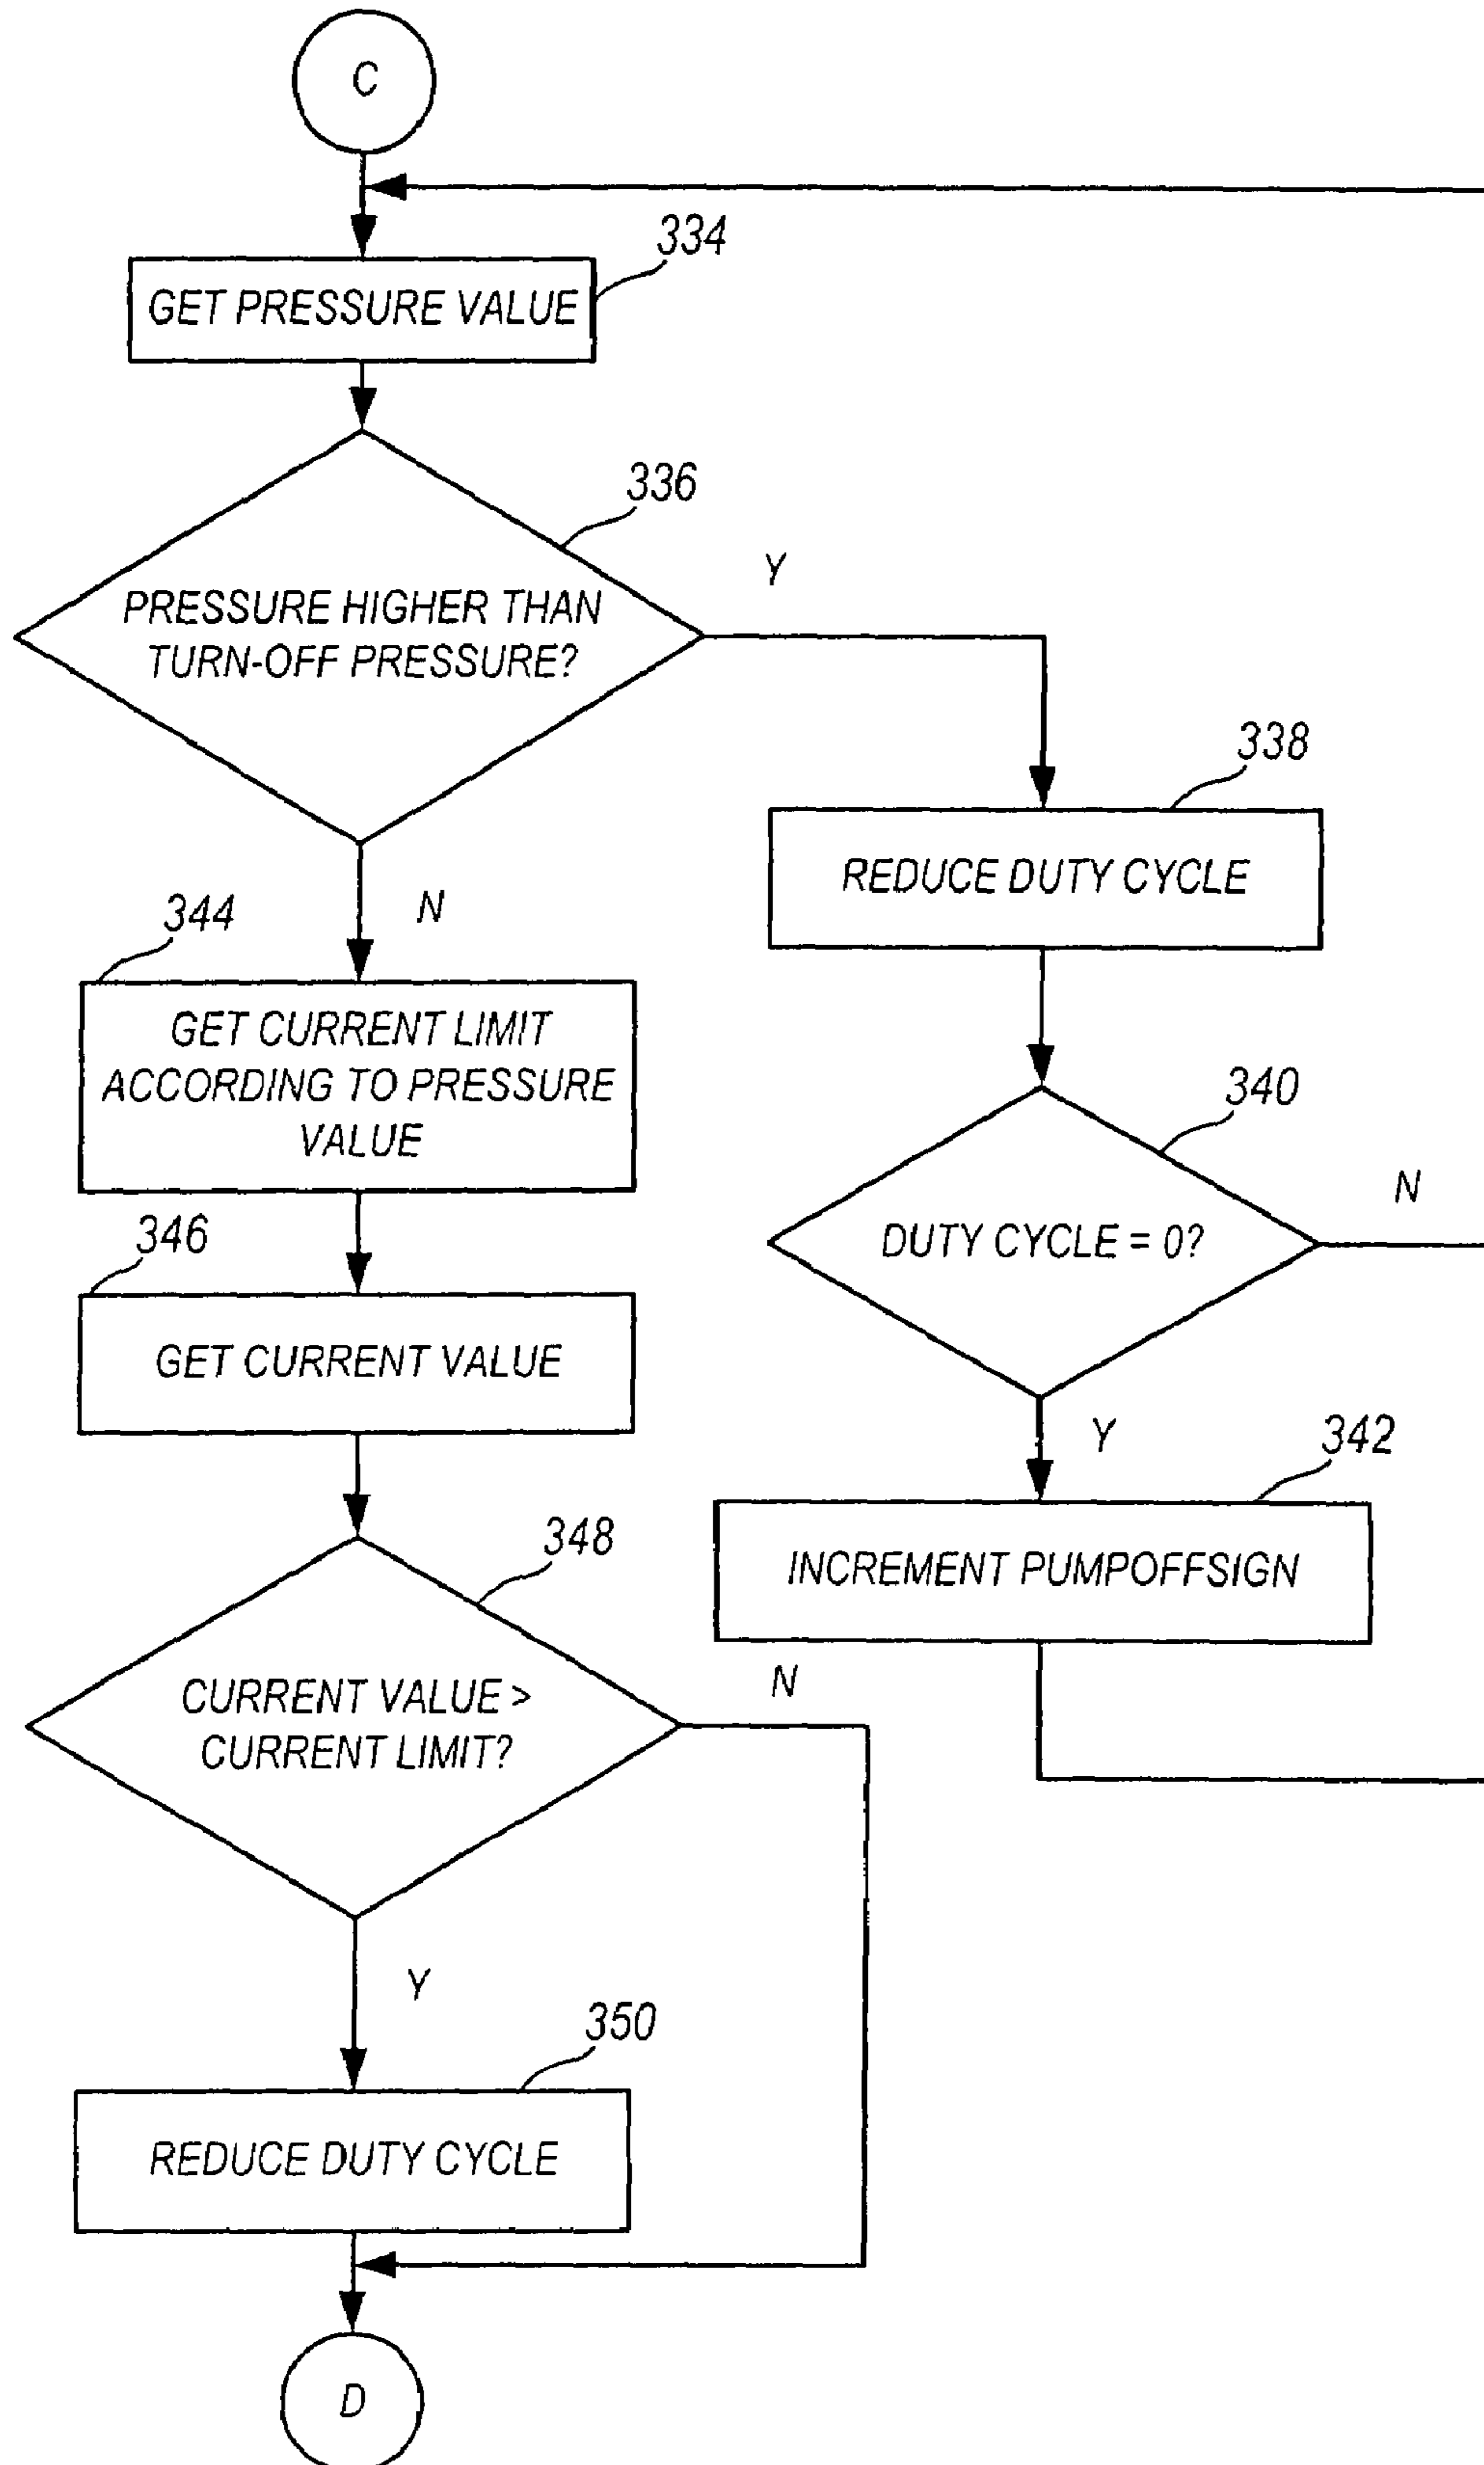 C
334
GET PRESSURE VALUE
336
Y
PRESSURE HIGHER THAN
TURN-OFF PRESSURE?
338
REDUCE DUTY CYCLE
N
344
GET CURRENT LIMIT
ACCORDING TO PRESSURE
VALUE
340
N
DUTY CYCLE = 0?
346
GET CURRENT VALUE
Y
342
INCREMENT PUMPOFFSIGN
348
N
CURRENT VALUE >
CURRENT LIMIT?
Y
350
REDUCE DUTY CYCLE
D